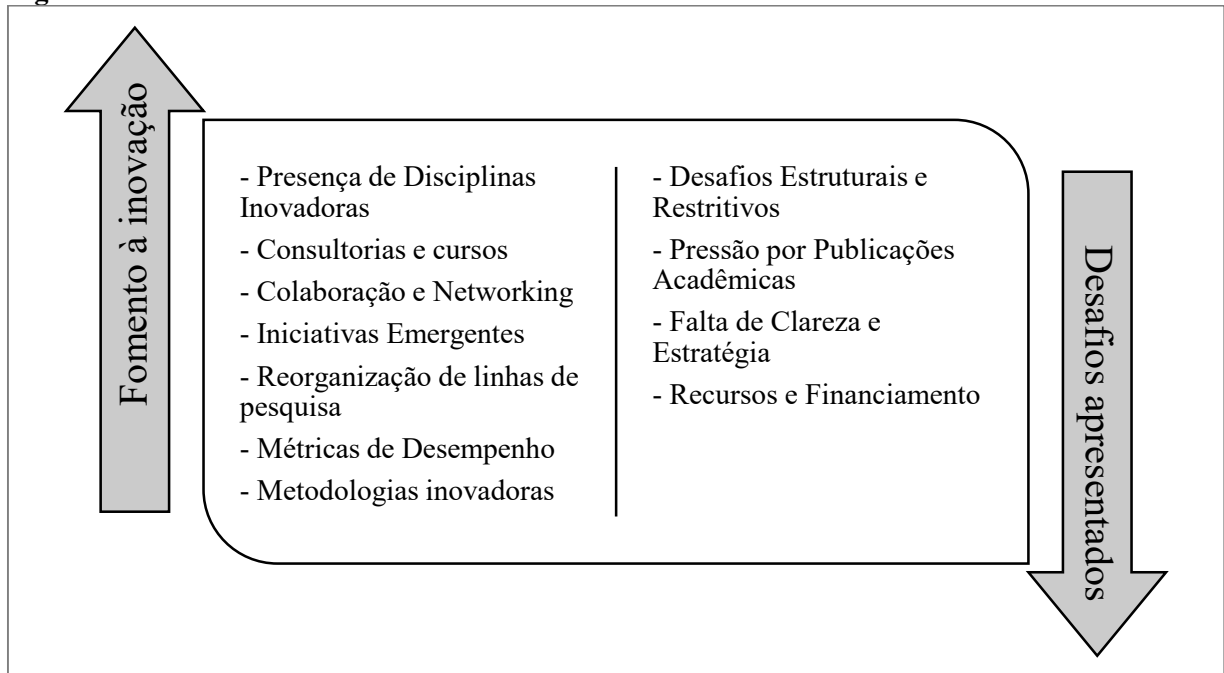 Fomento à inovação
- Presença de Disciplinas
Inovadoras
- Consultorias e cursos
- Colaboração e Networking
- Iniciativas Emergentes
- Reorganização de linhas de
pesquisa
- Métricas de Desempenho
- Metodologias inovadoras
- Desafios Estruturais e
Restritivos
- Pressão por Publicações
Acadêmicas
- Falta de Clareza e
Estratégia
- Recursos e Financiamento
Desafios apresentados